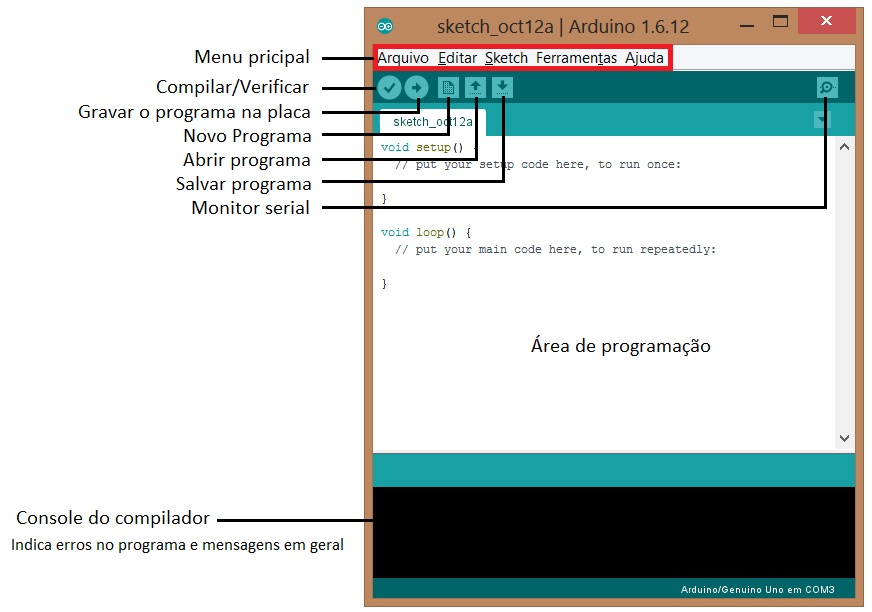 sketch_oct12a | Arduino 1.6.12
Menu pricipal
Arquivo Editar Sketch Ferramentas Ajuda
Compilar/Verificar
Gravar o programa na placa
Novo Programa
Abrir programa
Salvar programa
Monitor serial
sketch_oct12a
void setup() {
// put your setup code here, to run once:
}
void loop() {
// put your main code here, to run repeatedly:
}
Área de programação
Console do compilador
Indica erros no programa e mensagens em geral
Arduino/Genuino Uno em COM3